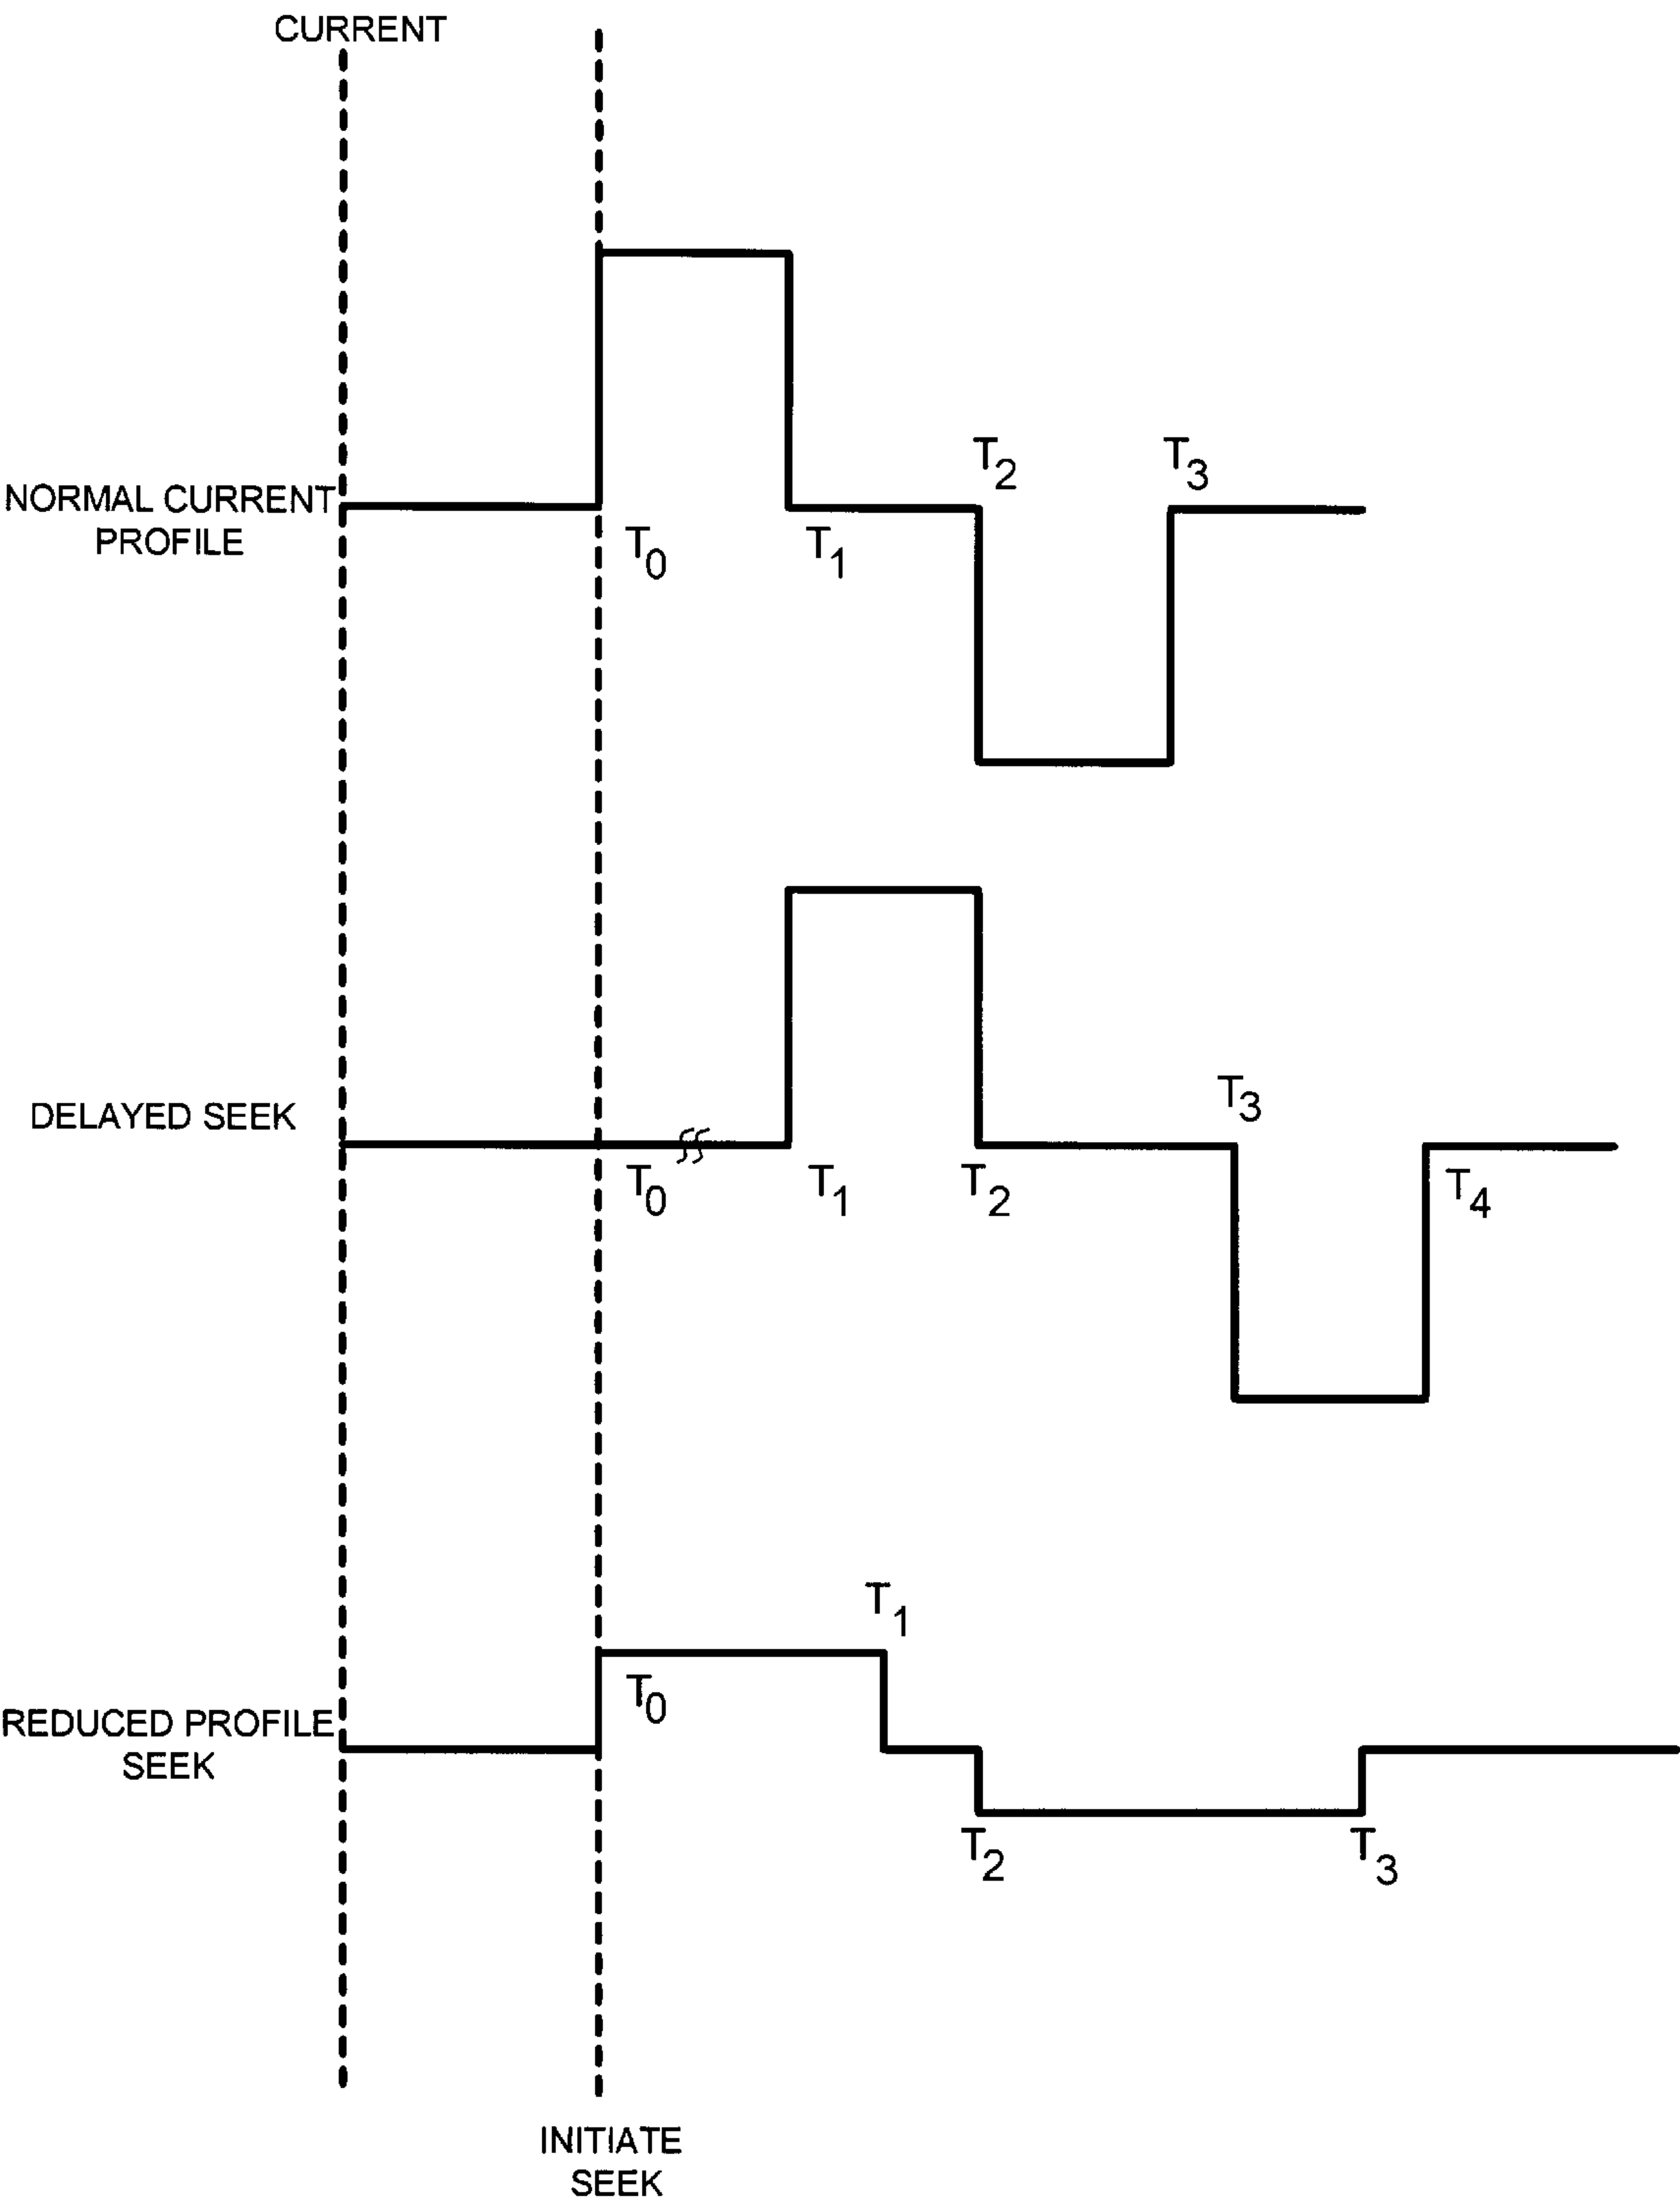 CURRENT
T2 T3
NORMAL CURRENT
PROFILE
T0 T1
T3
DELAYED SEEK
T0 T1 T2 T4
T1
T0
REDUCED PROFILE
SEEK
T2 T3
INITIATE
SEEK